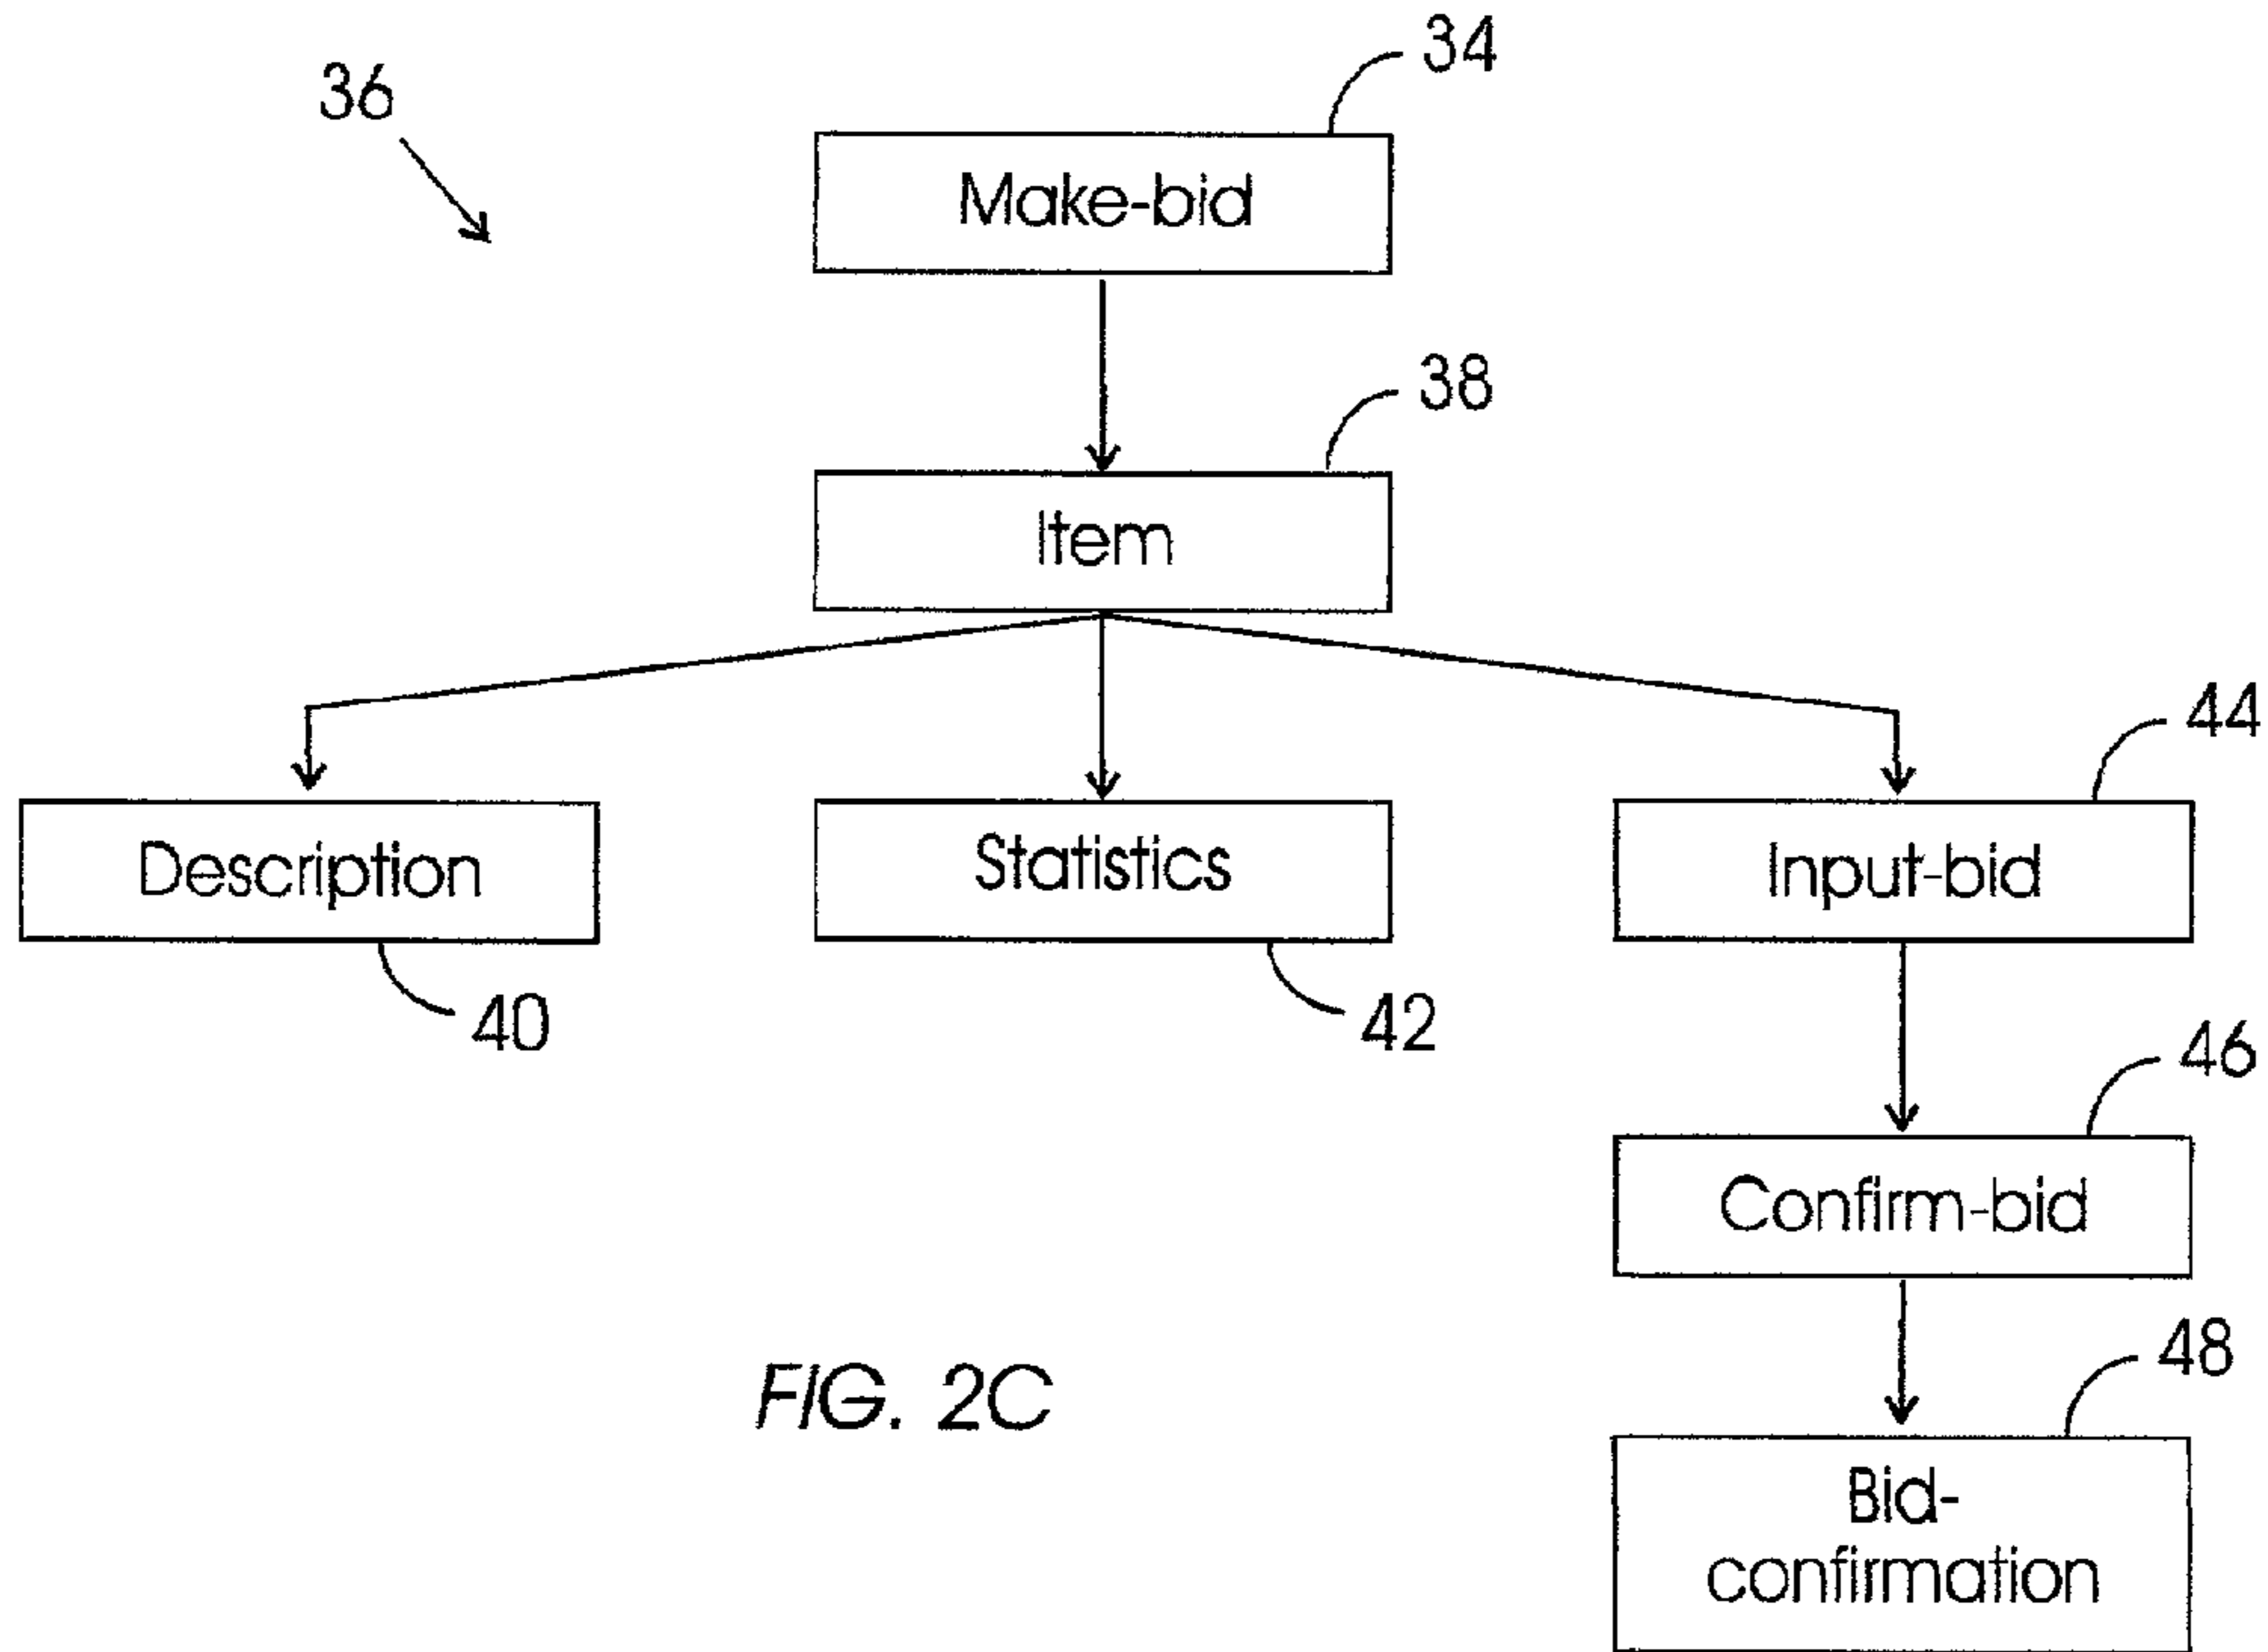 34
36
Make-bid
38
Item
44
Description
Statistics
Input-bid
40
42
46
Confirm-bid
48
FIG. 2C
Bid-
confirmation